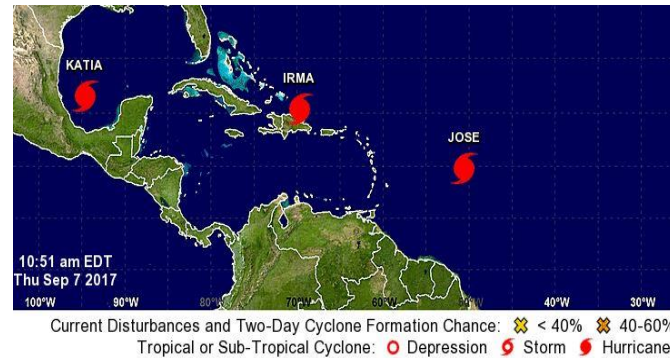 KATIA
IRMA
JOSE
10:51 am EDT
Thu Sep 7 2017
100°W 90°W 80°W 70°W 60°W 50°W 40°W 30°W
Current Disturbances and Two-Day Cyclone Formation Chance: < 40% 40-60%
Tropical or Sub-Tropical Cyclone: Depression Storm Hurricane